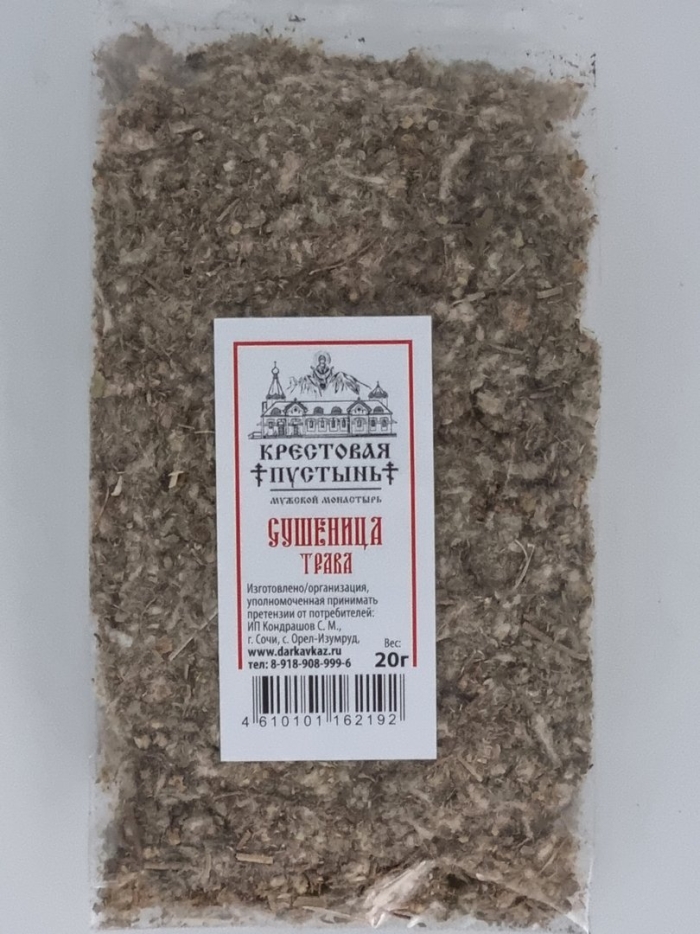 КРЕСТОВАЯ
ПУСТЫНЬ
МУЖСКОЙ МОНАСТЫРЬ
СУШЕНИЦА
ТРАВА
Изготовлено/организация,
уполномоченная принимать
претензии от потребителей:
ИП Кондрашов С. М.,
г. Сочи, с. Орел-Изумруд,
www.darkavkaz.ru
тел: 8-918-908-999-6
Вес:
20г
4 610101 162192